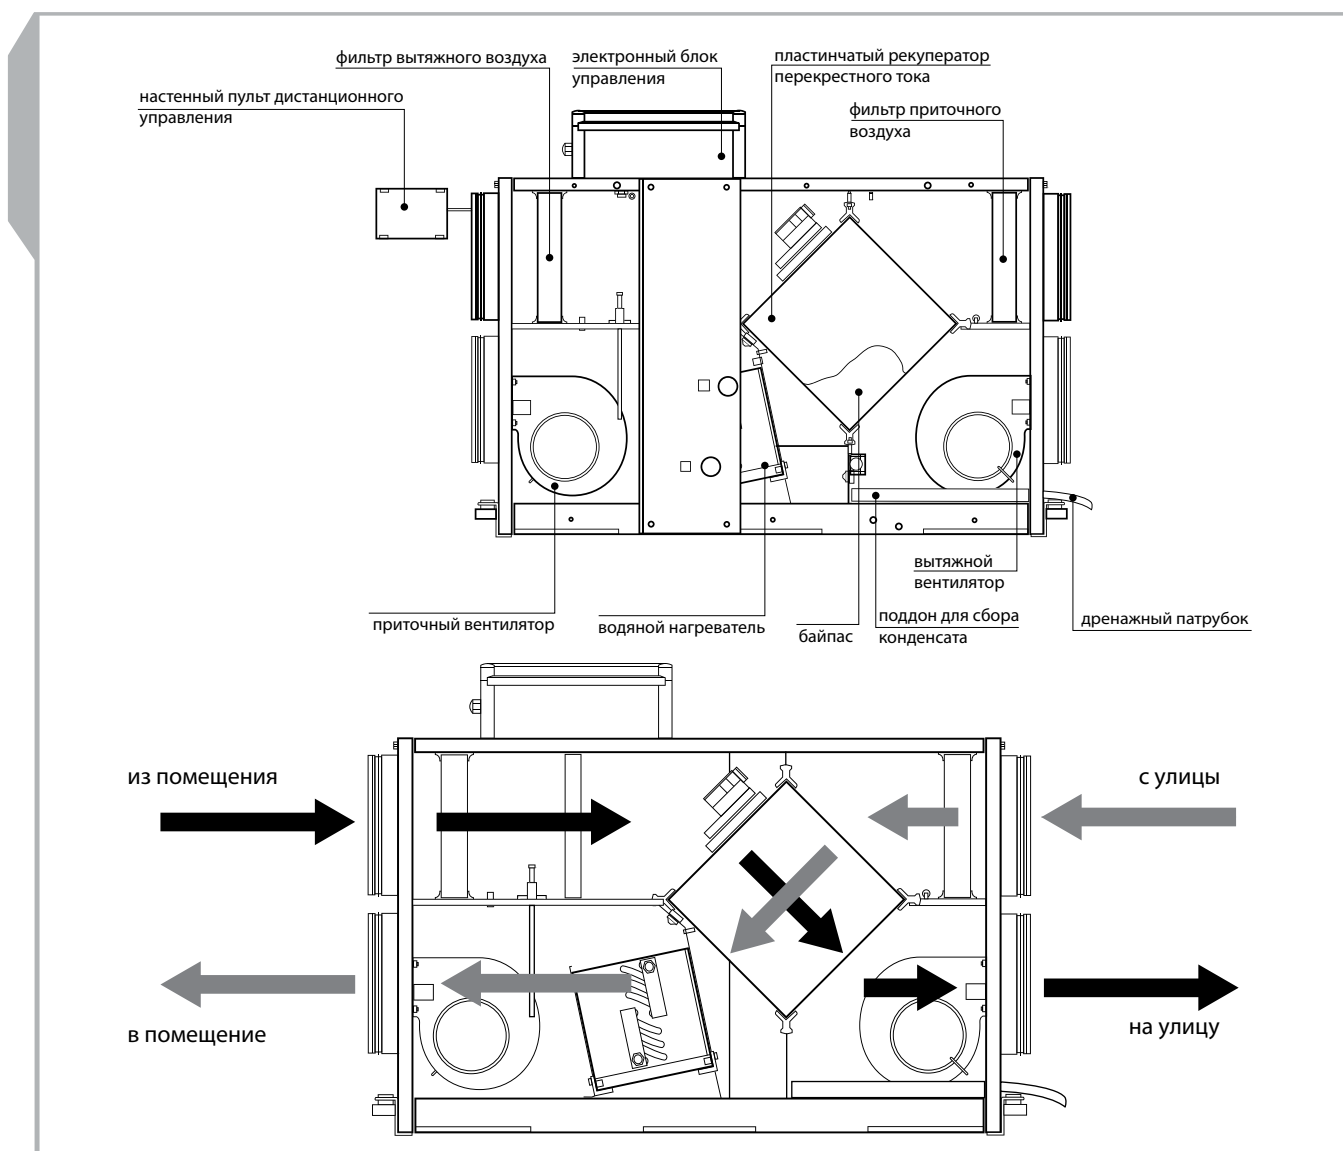 фильтр вытяжного воздуха
электронный блок
управления
пластинчатый рекуператор
перекрестного тока
настенный пульт дистанционного
управления
фильтр приточного
воздуха
вытяжной
вентилятор
приточный вентилятор
водяной нагреватель
байпас
поддон для сбора
конденсата
дренажный патрубок
из помещения
с улицы
в помещение
на улицу